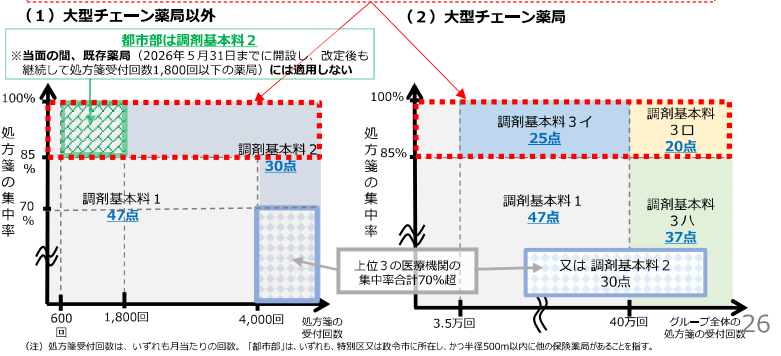 （１）大型チェーン薬局以外
（２）大型チェーン薬局
都市部は調剤基本料２
※当面の間、既存薬局（2026年５月31日までに開設し、改定後も
継続して処方箋受付回数1,800回以下の薬局）には適用しない
100%
85
%
70
%
処方箋の集中率
調剤基本料１
47点
調剤基本料２
30点
600
回
1,800回
4,000回
処方箋の
受付回数
上位３の医療機関の
集中率合計70%超
100%
85%
処方箋の集中率
調剤基本料３イ
25点
調剤基本料
３ロ
20点
調剤基本料１
47点
調剤基本料
３ハ
37点
又は 調剤基本料２
30点
3.5万回
40万回
グループ全体の
処方箋の受付回数
26
（注）処方箋受付回数は、いずれも月当たりの回数。「都市部」は、いずれも、特別区又は政令市に所在し、かつ半径500m以内に他の保険薬局があることを指す。